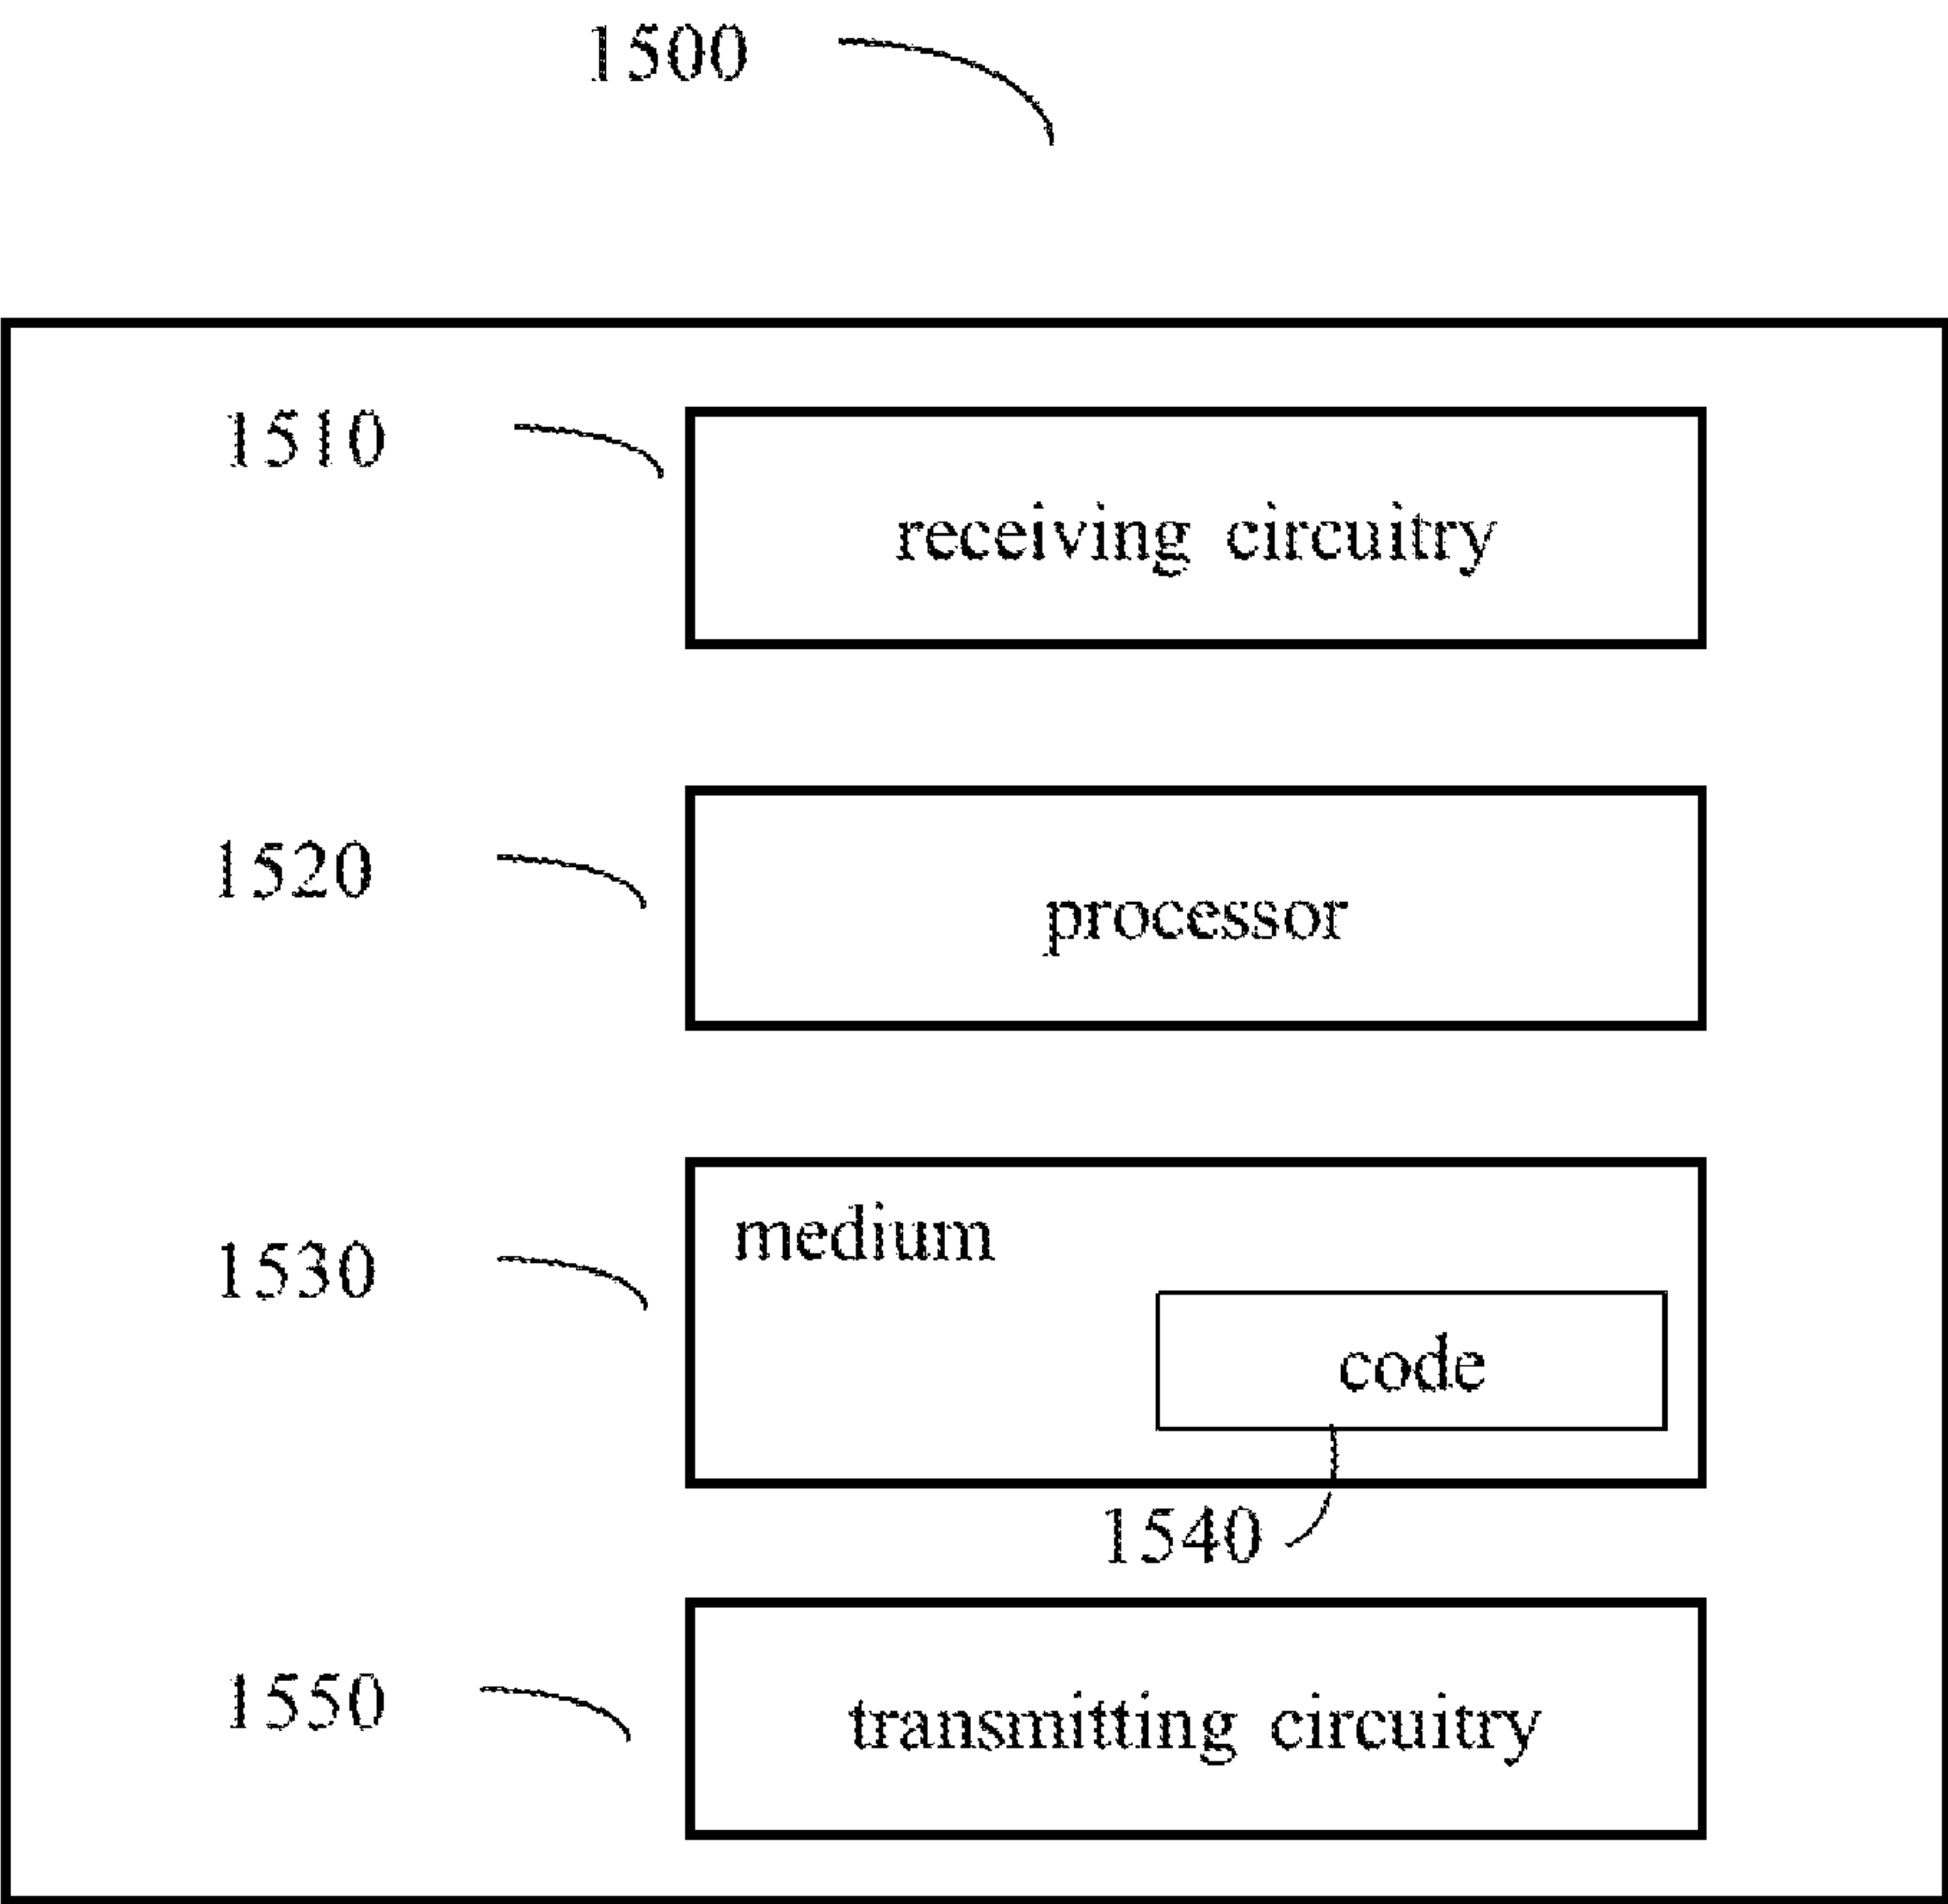 1500
1510
receiving circuitry
1520
processor
1530
medium
code
1540
1550
transmitting circuitry